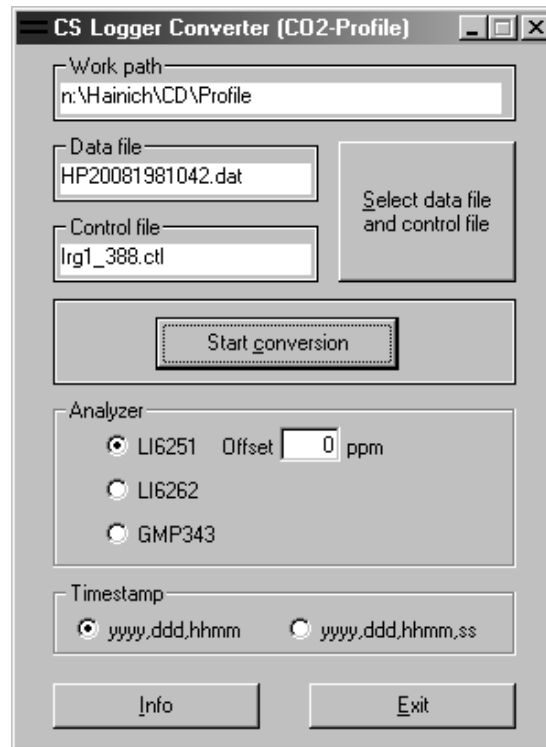 CS Logger Converter (CO2-Profile)
Work path
n:\Hainich\CD\Profile
Data file
HP20081981042.dat
Select data file
and control file
Control file
Irg1_388.ctl
Start conversion
Analyzer
LI6251 Offset 0 ppm
LI6262
GMP343
Timestamp
yyyy,ddd,hhmm yyyy,ddd,hhmm,ss
Info Exit